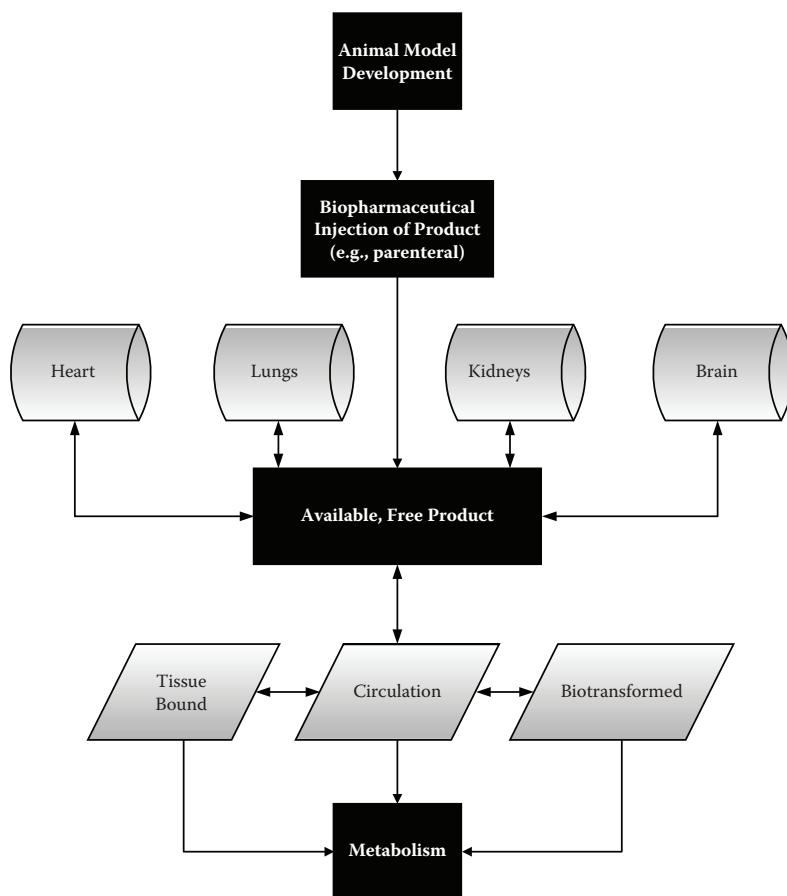 Animal Model
Development
Biopharmaceutical
Injection of Product
(e.g., parenteral)
Heart
Lungs
Kidneys
Brain
Available, Free Product
Tissue
Bound
Circulation
Biotransformed
Metabolism